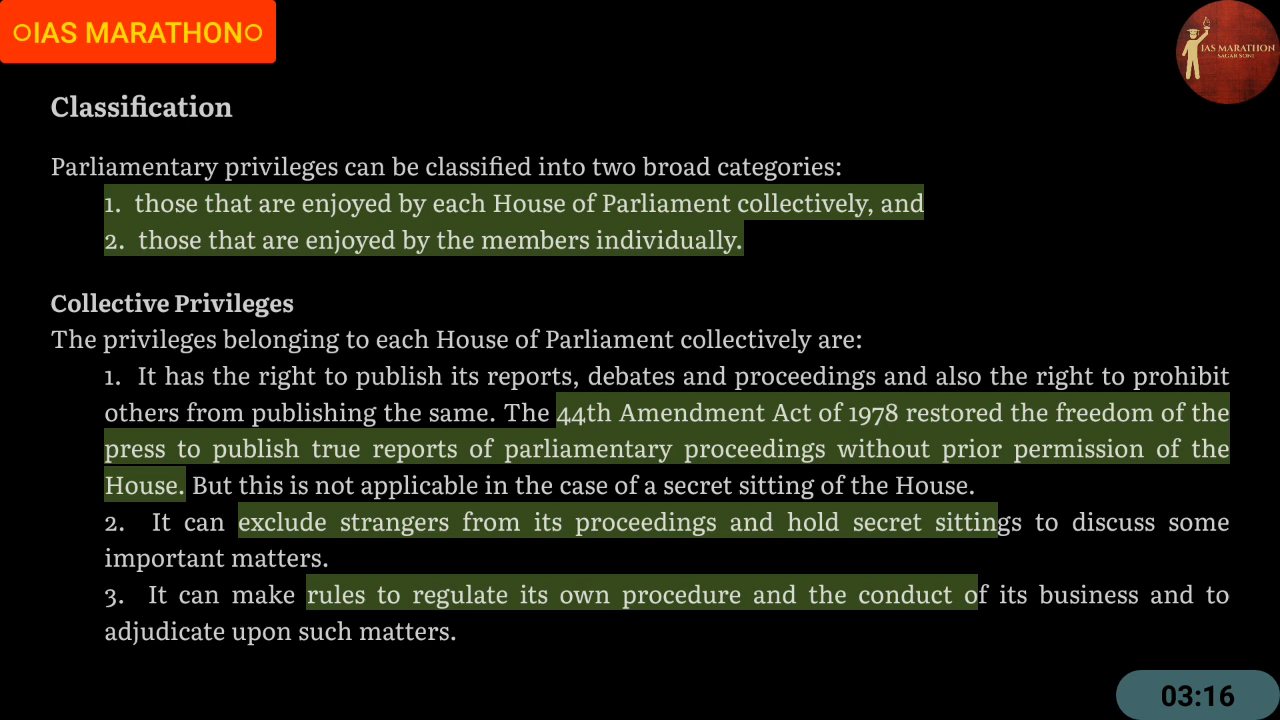 ○IAS MARATHON○
IAS MARATHON
SAGAR SONI
Classification
Parliamentary privileges can be classified into two broad categories:
1. those that are enjoyed by each House of Parliament collectively, and
2. those that are enjoyed by the members individually.
Collective Privileges
The privileges belonging to each House of Parliament collectively are:
1. It has the right to publish its reports, debates and proceedings and also the right to prohibit
others from publishing the same. The 44th Amendment Act of 1978 restored the freedom of the
press to publish true reports of parliamentary proceedings without prior permission of the
House. But this is not applicable in the case of a secret sitting of the House.
2. It can exclude strangers from its proceedings and hold secret sittings to discuss some
important matters.
3. It can make rules to regulate its own procedure and the conduct of its business and to
adjudicate upon such matters.
03:16